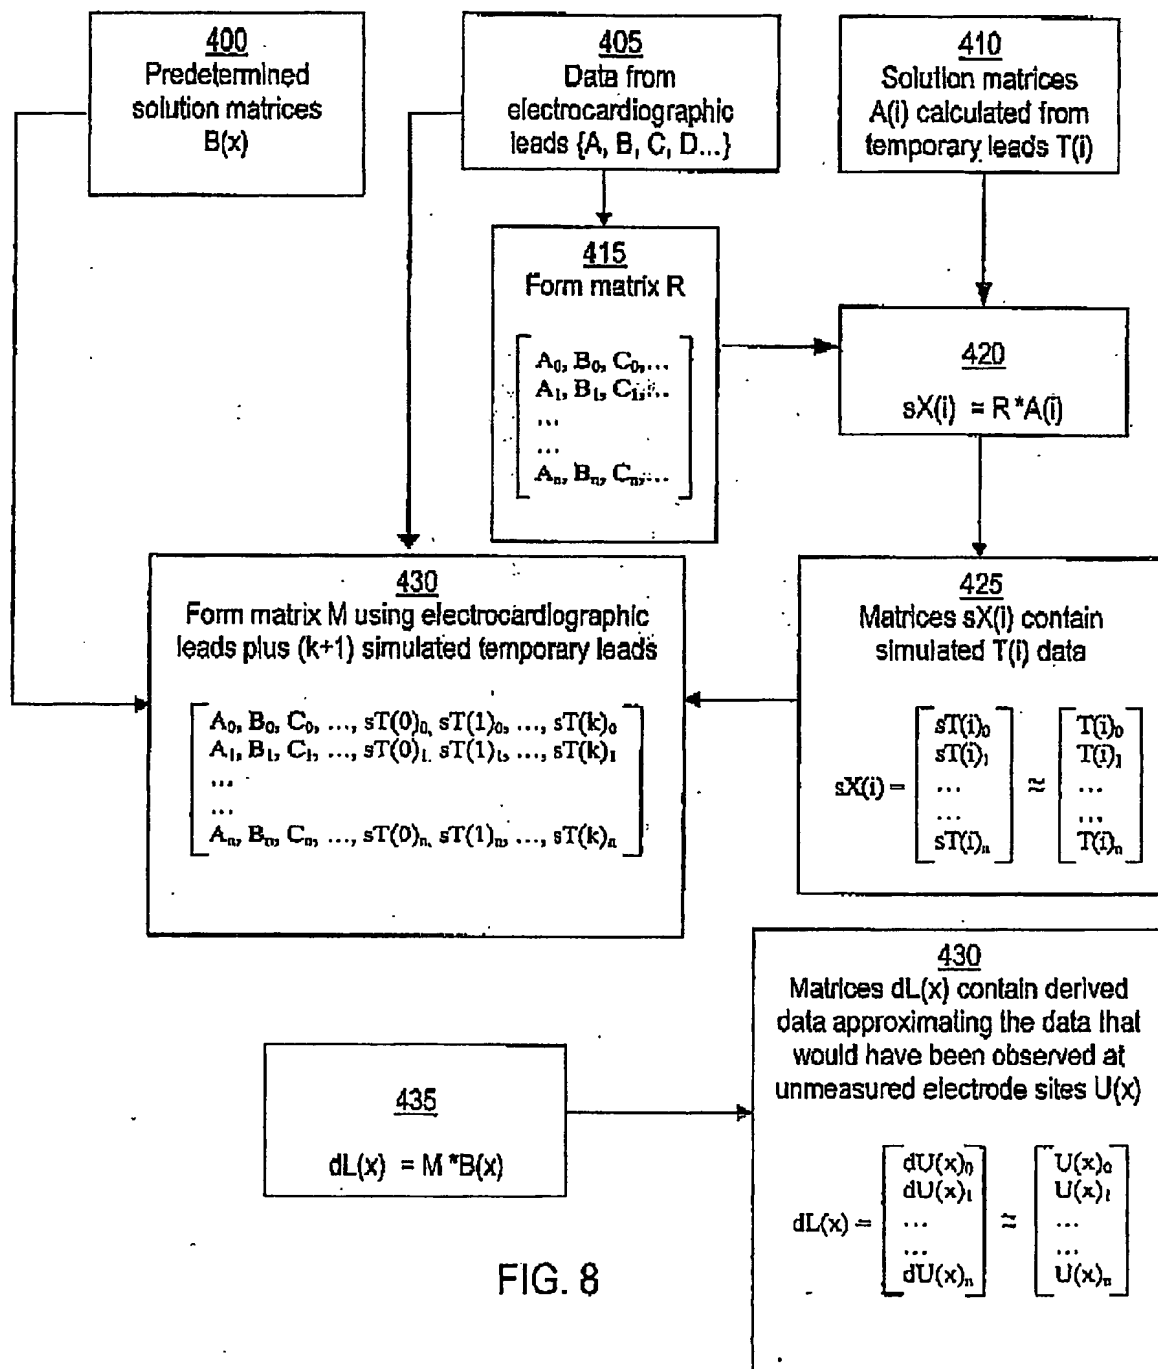 400
Predetermined
solution matrices
B(x)
405
Data from
electrocardiographic
leads {A, B, C, D...}
410
Solution matrices
A(i) calculated from
temporary leads T(i)
415
Form matrix R
A₀, B₀, C₀,...
A₁, B₁, C₁,...
...
...
Aₙ, Bₙ, Cₙ,...
420
sX(i) = R*A(i)
430
Form matrix M using electrocardiographic
leads plus (k+1) simulated temporary leads
A₀, B₀, C₀, ..., sT(0)₀, sT(1)₀, ..., sT(k)₀
A₁, B₁, C₁, ..., sT(0)₁, sT(1)₁, ..., sT(k)₁
...
...
Aₙ, Bₙ, Cₙ, ..., sT(0)ₙ, sT(1)ₙ, ..., sT(k)ₙ
425
Matrices sX(i) contain
simulated T(i) data
sT(i)₀ T(i)₀
sT(i)₁ T(i)₁
sX(i) = ... ≈ ...
... ...
sT(i)ₙ T(i)ₙ
435
dL(x) = M*B(x)
430
Matrices dL(x) contain derived
data approximating the data that
would have been observed at
unmeasured electrode sites U(x)
dU(x)₀ U(x)₀
dU(x)₁ U(x)₁
dL(x) = ... ≈ ...
... ...
dU(x)ₙ U(x)ₙ
FIG. 8